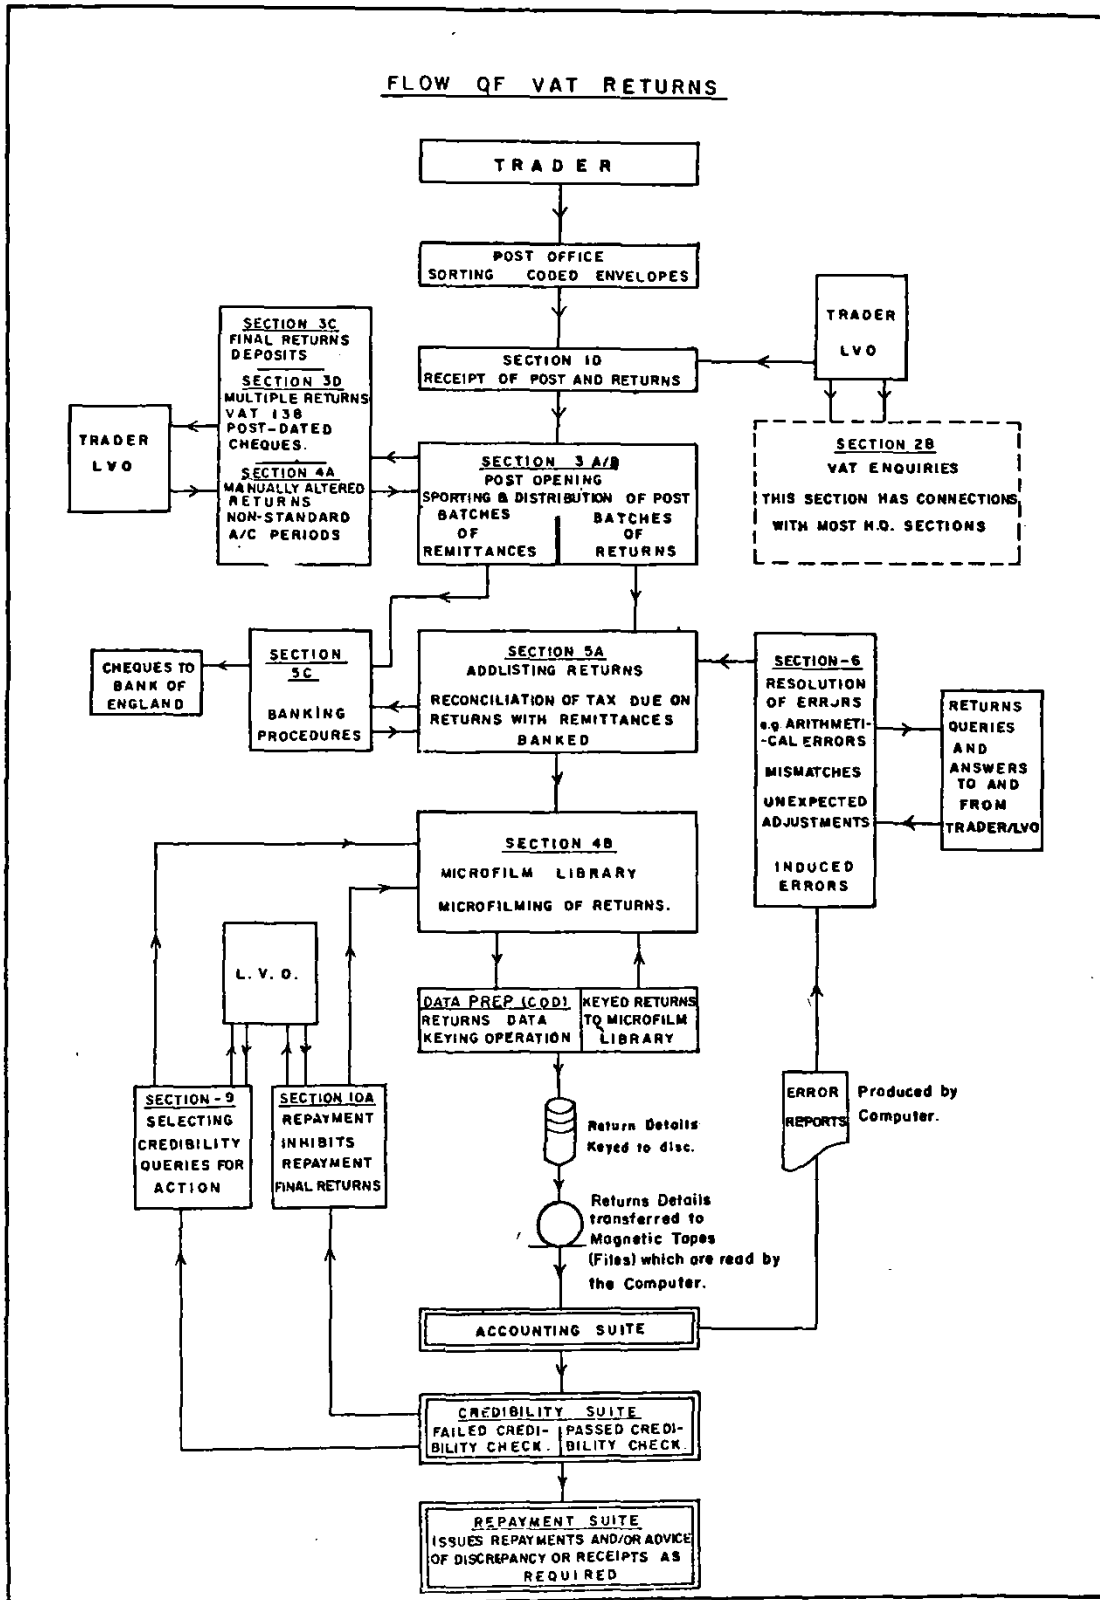 FLOW OF VAT RETURNS
TRADER
POST OFFICE
SORTING CODED ENVELOPES
TRADER
LVO
SECTION 1D
RECEIPT OF POST AND RETURNS
SECTION 3C
FINAL RETURNS
DEPOSITS
SECTION 3D
MULTIPLE RETURNS
VAT 13B
POST-DATED
CHEQUES.
SECTION 4A
MANUALLY ALTERED
RETURNS
NON-STANDARD
A/C PERIODS
TRADER
LVO
SECTION 3 A/B
POST OPENING
SPORTING & DISTRIBUTION OF POST
BATCHES
OF
REMITTANCES
BATCHES
OF
RETURNS
SECTION 2B
VAT ENQUIRIES
THIS SECTION HAS CONNECTIONS
WITH MOST H.Q. SECTIONS
CHEQUES TO
BANK OF
ENGLAND
SECTION
5C
BANKING
PROCEDURES
SECTION 5A
ADDLISTING RETURNS
RECONCILIATION OF TAX DUE ON
RETURNS WITH REMITTANCES
BANKED
SECTION-6
RESOLUTION
OF ERRORS
e.g. ARITHMETI-
-CAL ERRORS
MISMATCHES
UNEXPECTED
ADJUSTMENTS
INDUCED
ERRORS
RETURNS
QUERIES
AND
ANSWERS
TO AND
FROM
TRADER/LVO
SECTION 4B
MICROFILM LIBRARY
MICROFILMING OF RETURNS.
L.V.O.
DATA PREP (COD)
RETURNS DATA
KEYING OPERATION
KEYED RETURNS
TO MICROFILM
LIBRARY
SECTION-9
SELECTING
CREDIBILITY
QUERIES FOR
ACTION
SECTION 10A
REPAYMENT
INHIBITS
REPAYMENT
FINAL RETURNS
Return Details
Keyed to disc.
ERROR
REPORTS
Produced by
Computer.
Returns Details
transferred to
Magnetic Tapes
(Files) which are read by
the Computer.
ACCOUNTING SUITE
CREDIBILITY SUITE
FAILED CREDI-
BILITY CHECK.
PASSED CREDI-
BILITY CHECK.
REPAYMENT SUITE
ISSUES REPAYMENTS AND/OR ADVICE
OF DISCREPANCY OR RECEIPTS AS
REQUIRED